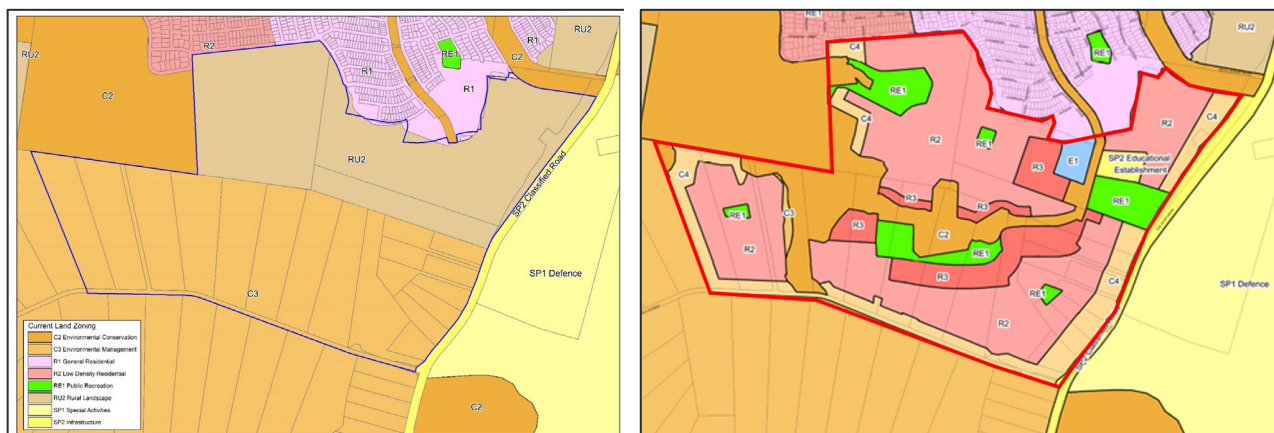 RU2
R2
C2
R1
RE1
R1
C2
R1
RU2
RU2
SP2 Classified Road
SP1 Defence
C3
C2
Current Land Zoning
C2 Environmental Conservation
C3 Environmental Management
R1 General Residential
R2 Low Density Residential
RE1 Public Recreation
RU2 Rural Landscape
SP1 Special Activities
SP2 Infrastructure
RE1
C4
RE1
RU2
RE1
C4
R2
RE1
R3
E1
R2
C4
SP2 Educational
Establishment
RE1
C4
RE1
R2
C3
R3
R3
R3
C2
RE1
R3
R2
RE1
R2
C4
SP1 Defence